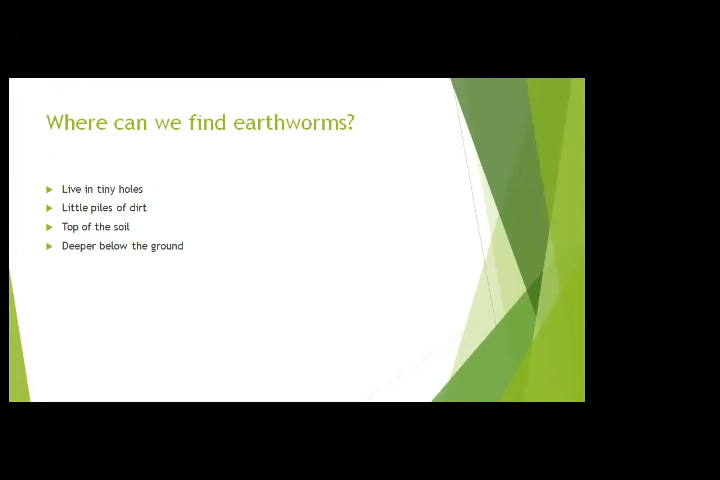 Where can we find earthworms?
Live in tiny holes
Little piles of dirt
Top of the soil
Deeper below the ground